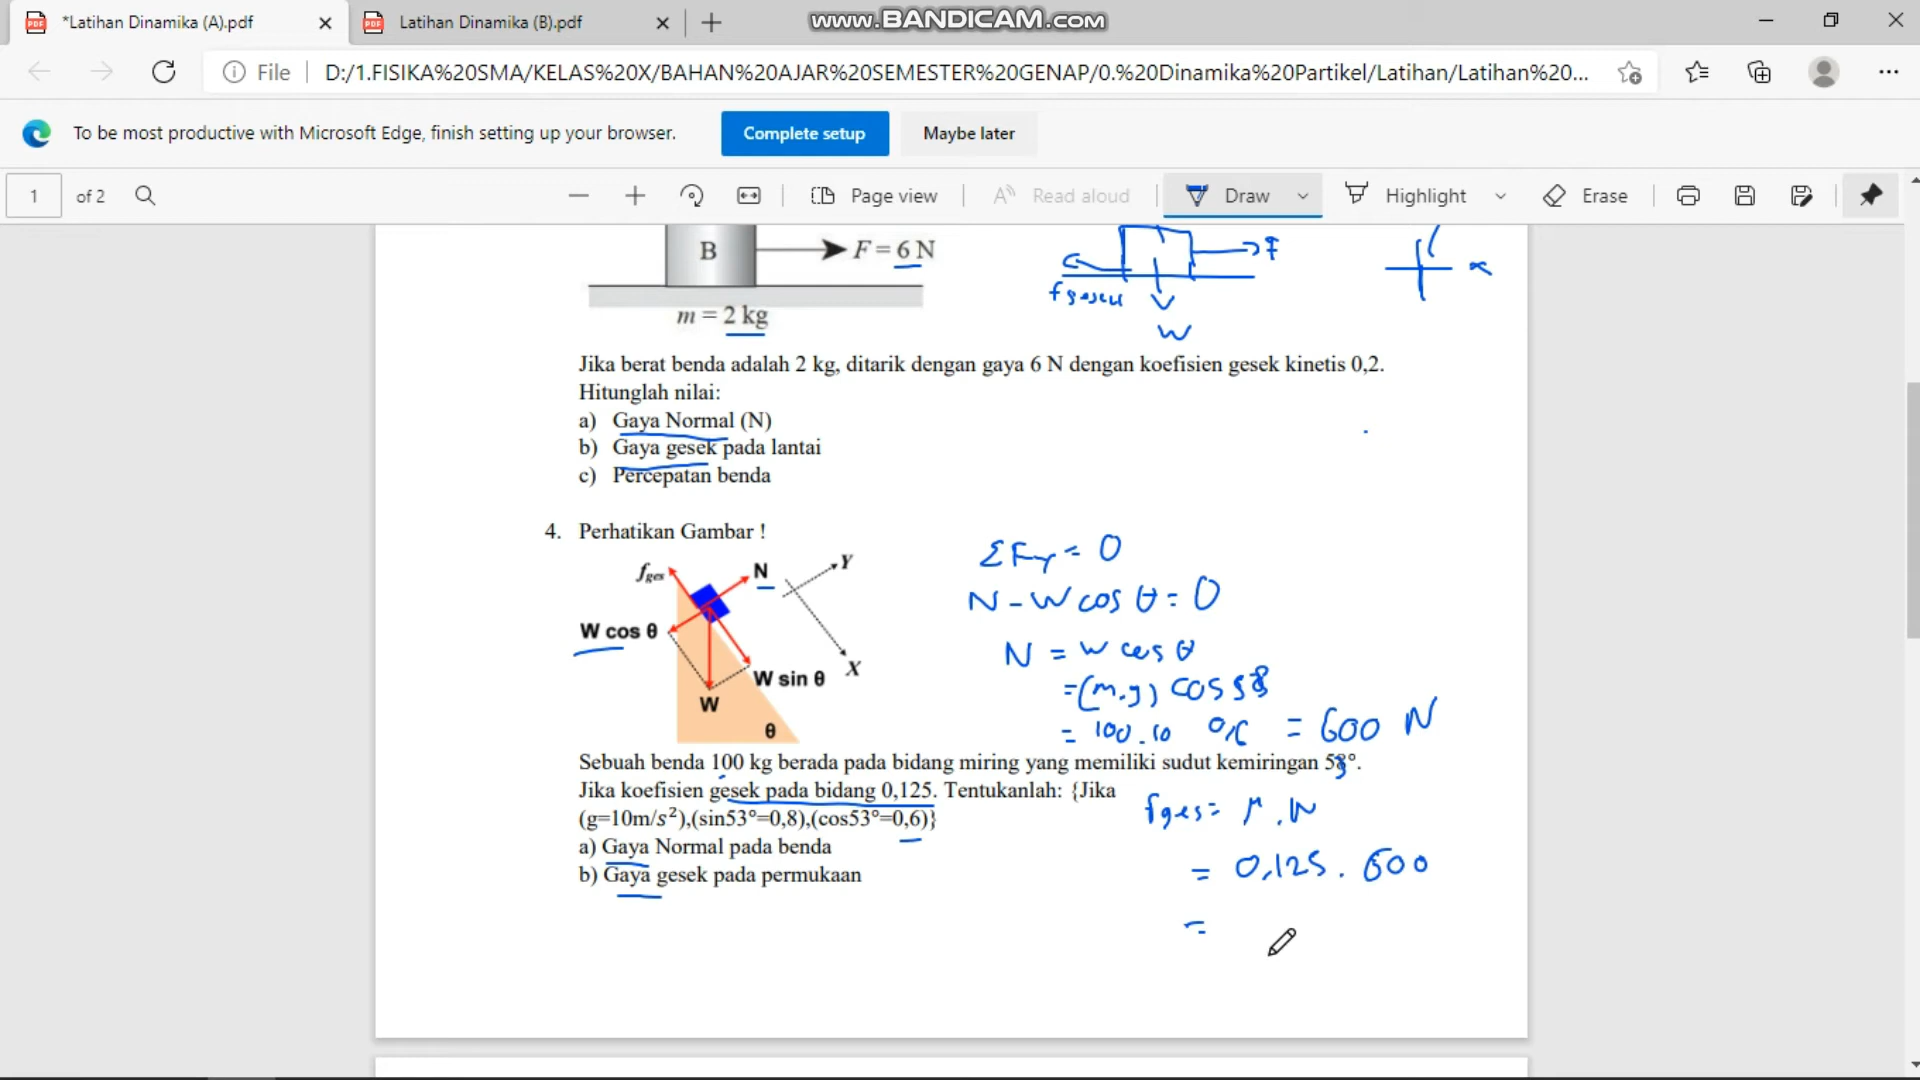 *Latihan Dinamika (A).pdf
Latihan Dinamika (B).pdf
www.BANDICAM.com
File
D:/1.FISIKA%20SMA/KELAS%20X/BAHAN%20AJAR%20SEMESTER%20GENAP/0.%20Dinamika%20Partikel/Latihan/Latihan%20...
To be most productive with Microsoft Edge, finish setting up your browser.
Complete setup
Maybe later
1 of 2
Page view
Read aloud
Draw
Highlight
Erase
B
F = 6 N
m = 2 kg
F
f gesek
W
x
Jika berat benda adalah 2 kg, ditarik dengan gaya 6 N dengan koefisien gesek kinetis 0,2.
Hitunglah nilai:
a) Gaya Normal (N)
b) Gaya gesek pada lantai
c) Percepatan benda
4. Perhatikan Gambar !
fges
N
Y
W cos θ
X
W sin θ
W
θ
ΣFy = 0
N - W cos θ = 0
N = w cos θ
= (m.g) cos 53
= 100.10 0,6 = 600 N
Sebuah benda 100 kg berada pada bidang miring yang memiliki sudut kemiringan 53°.
Jika koefisien gesek pada bidang 0,125. Tentukanlah: {Jika
(g=10m/s²),(sin53°=0,8),(cos53°=0,6)}
a) Gaya Normal pada benda
b) Gaya gesek pada permukaan
fges = μ . N
= 0,125 . 600
=